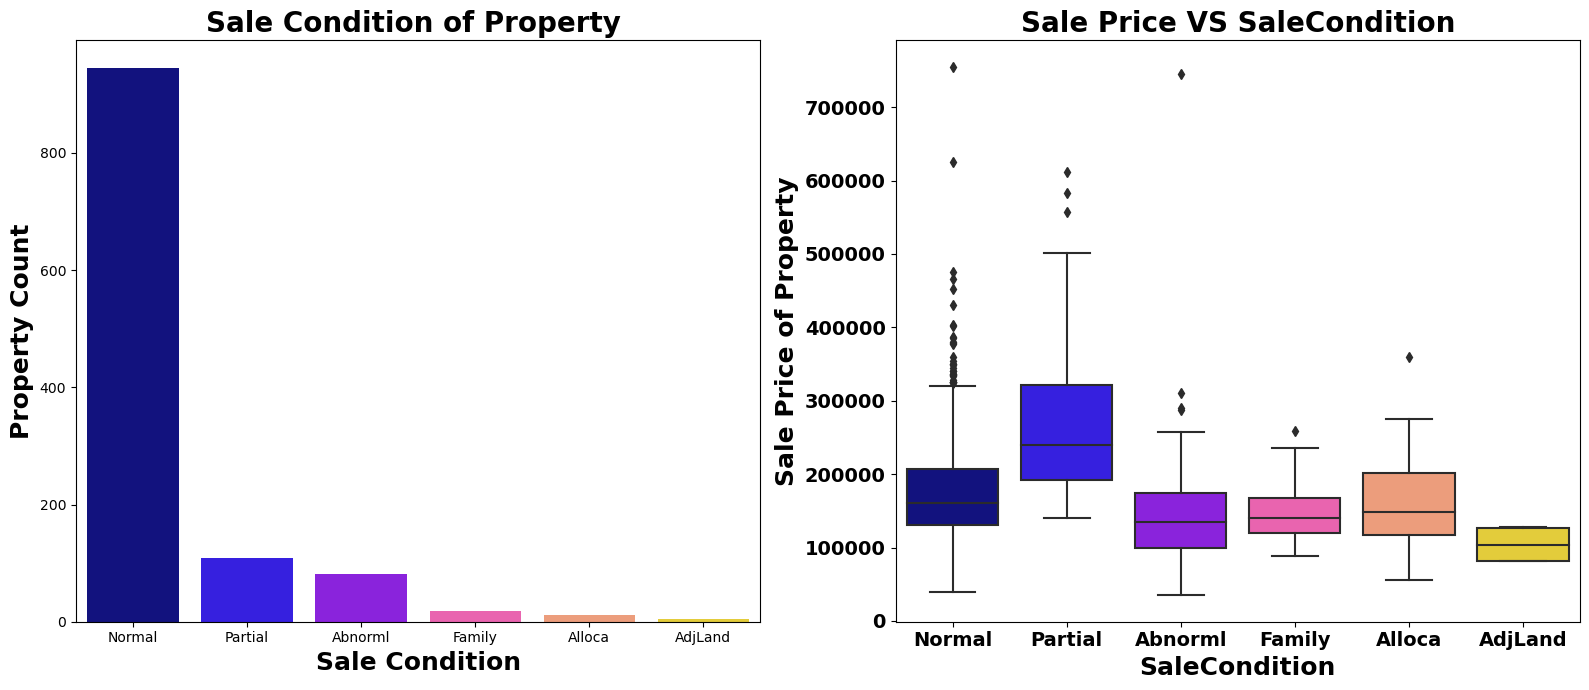 Sale Condition of Property
Property Count
800
600
400
200
0
Normal Partial Abnorml Family Alloca AdjLand
Sale Condition
Sale Price VS SaleCondition
Sale Price of Property
700000
600000
500000
400000
300000
200000
100000
0
Normal Partial Abnorml Family Alloca AdjLand
SaleCondition